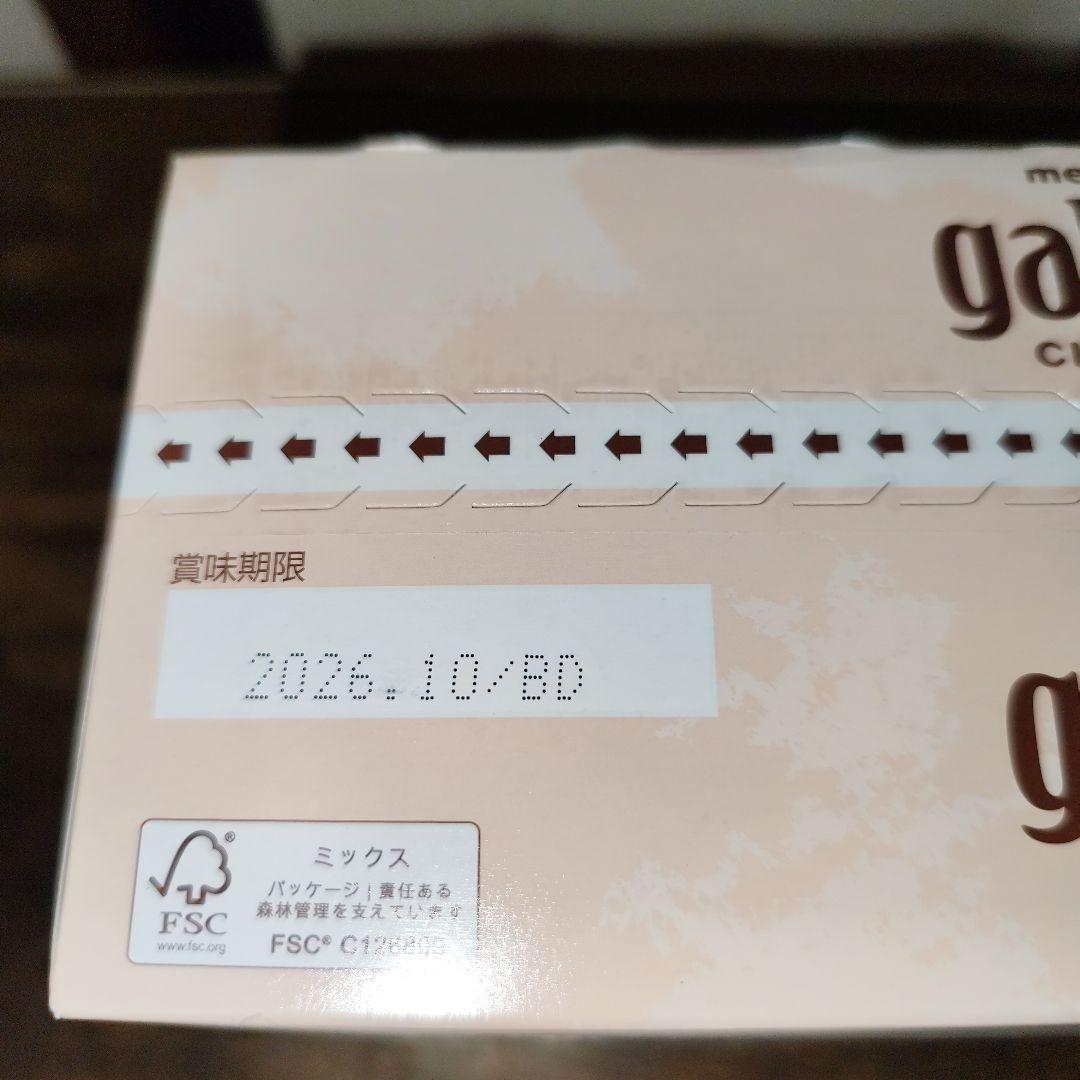 me
ga
賞味期限
2026.10/BD
g
ミックス
パッケージ|責任ある
森林管理を支えています
FSC
www.fsc.org
FSC®